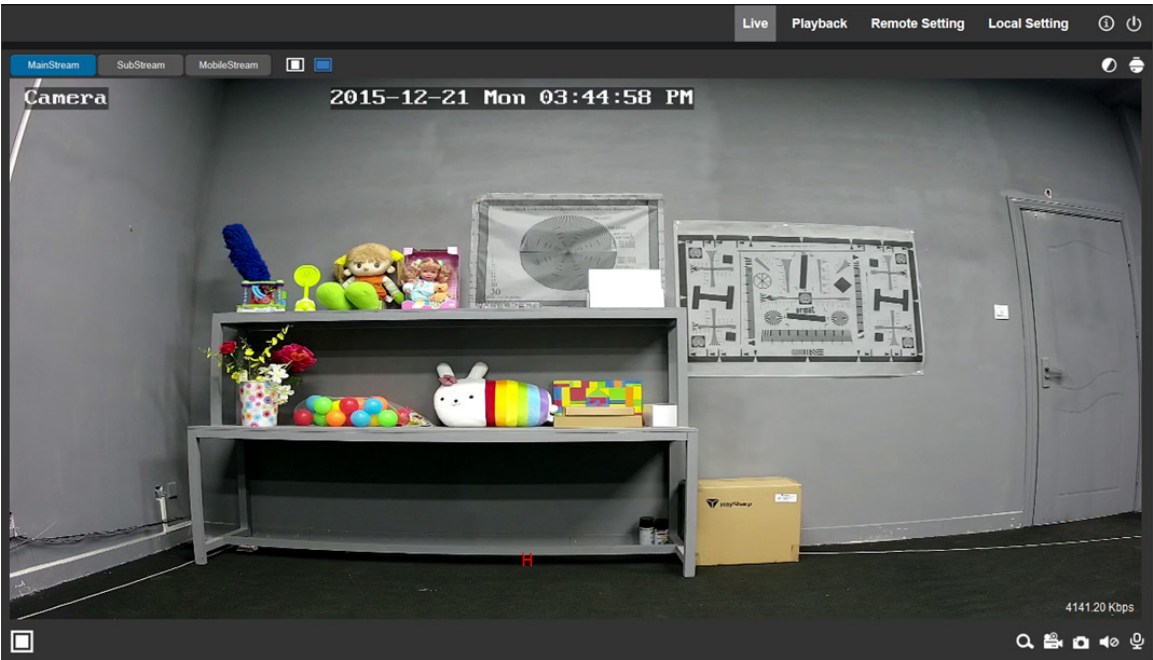 Live Playback Remote Setting Local Setting
MainStream SubStream MobileStream
Camera 2015-12-21 Mon 03:44:58 PM
30
H
4141.20 Kbps